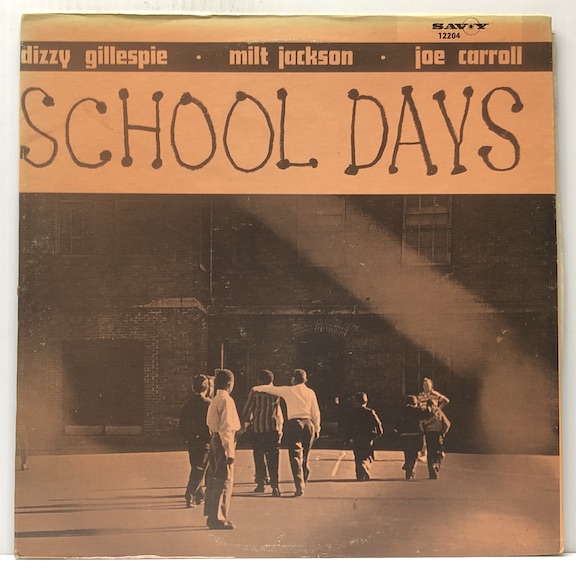 SAVOY
12204
dizzy gillespie · milt jackson · joe carroll
SCHOOL DAYS